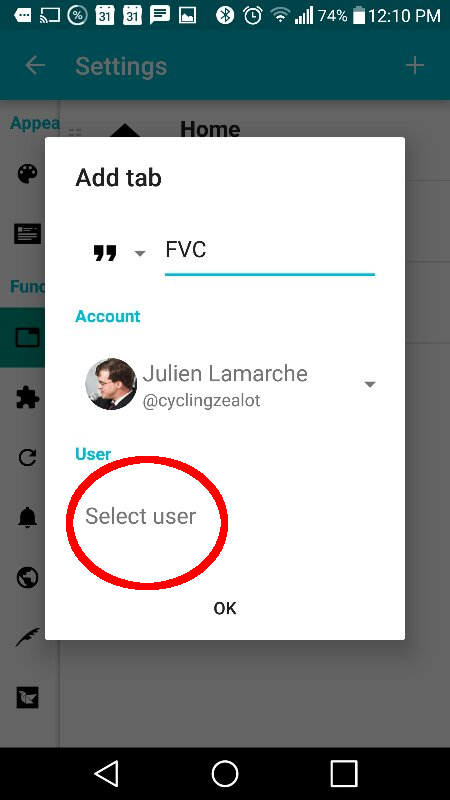 31 31 74% 12:10 PM
Settings
Appea
Home
Add tab
FVC
Func
Account
Julien Lamarche
@cyclingzealot
User
Select user
OK